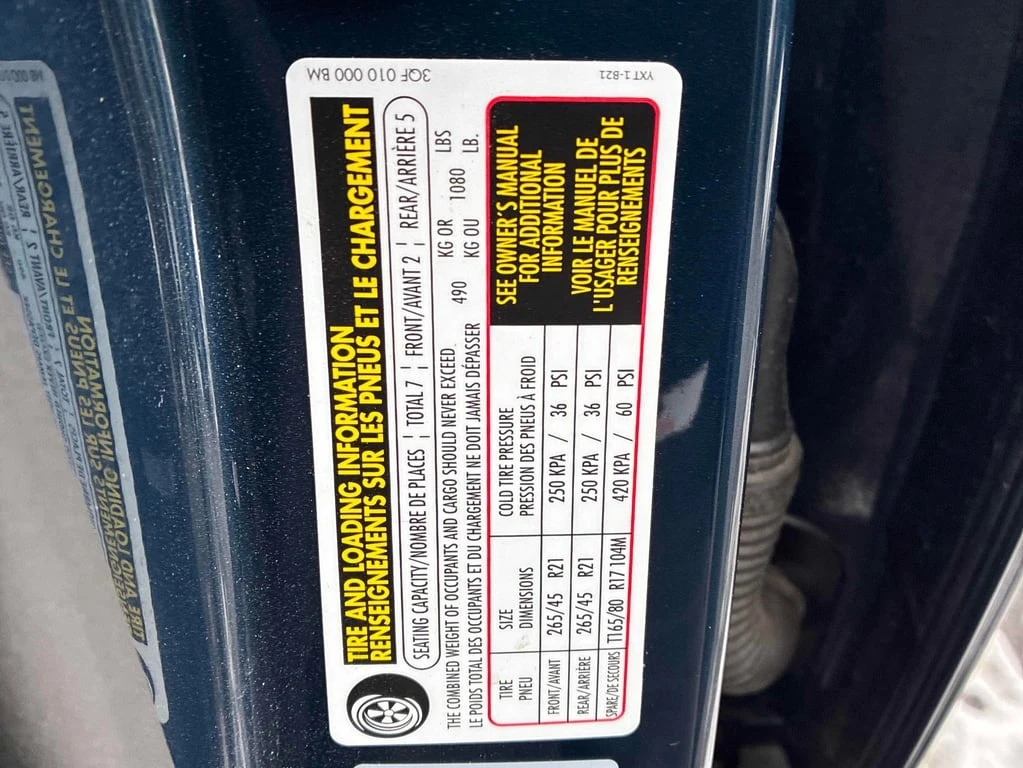 TIRE AND LOADING INFORMATION
RENSEIGNEMENTS SUR LES PNEUS ET LE CHARGEMENT
SEATING CAPACITY/NOMBRE DE PLACES ¦ TOTAL 7 ¦ FRONT/AVANT 2 ¦ REAR/ARRIÈRE 5
THE COMBINED WEIGHT OF OCCUPANTS AND CARGO SHOULD NEVER EXCEED 490 KG OR 1080 LBS
LE POIDS TOTAL DES OCCUPANTS ET DU CHARGEMENT NE DOIT JAMAIS DÉPASSER KG OU LB.
TIRE SIZE COLD TIRE PRESSURE
PNEU DIMENSIONS PRESSION DES PNEUS À FROID
FRONT/AVANT 265/45 R21 250 KPA / 36 PSI
REAR/ARRIÈRE 265/45 R21 250 KPA / 36 PSI
SPARE/DE SECOURS T165/80 R17 104M 420 KPA / 60 PSI
SEE OWNER'S MANUAL
FOR ADDITIONAL
INFORMATION
VOIR LE MANUEL DE
L'USAGER POUR PLUS DE
RENSEIGNEMENTS
3QF 010 000 BM
YXT1-B21